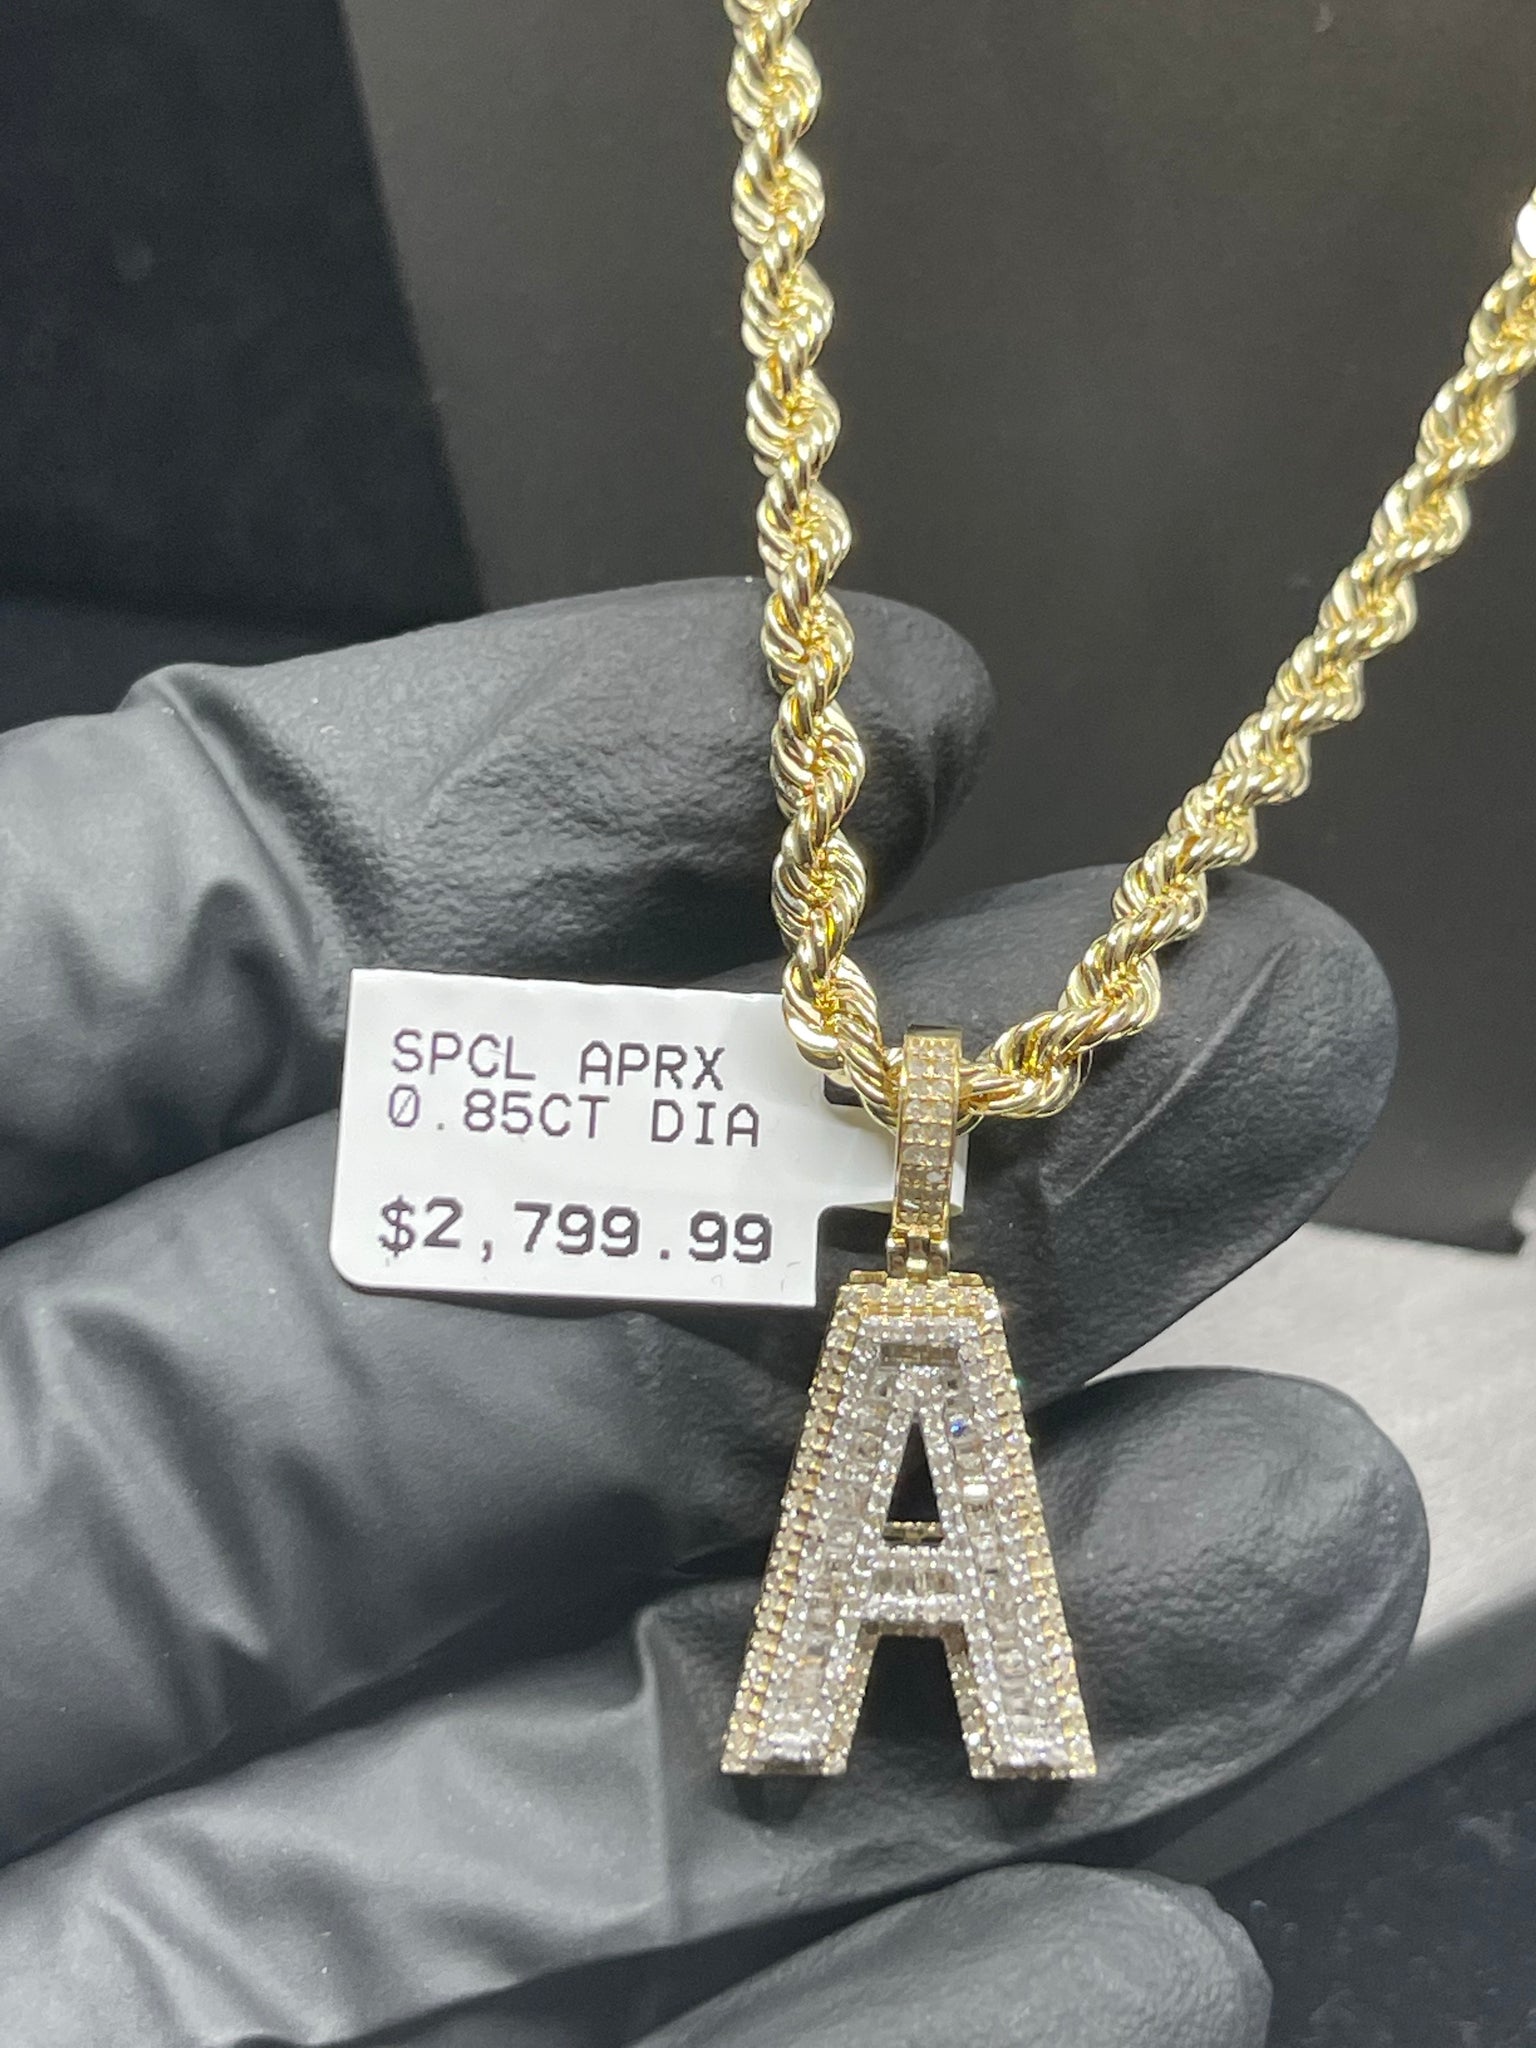 SPCL APRX
0.85CT DIA
$2,799.99
A